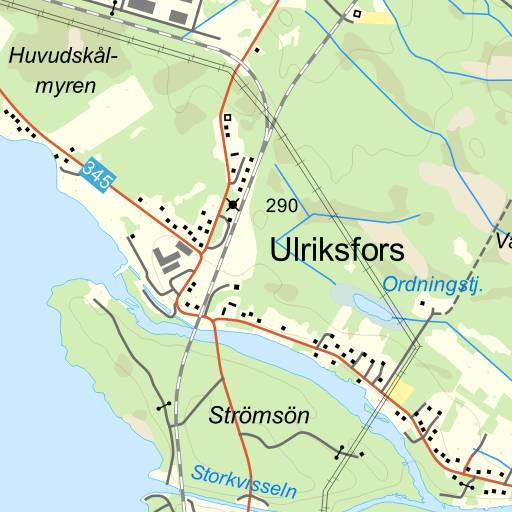 Huvudskål-
myren
345
290
Ulriksfors
Ordningstj.
Strömsön
Storkvisseln